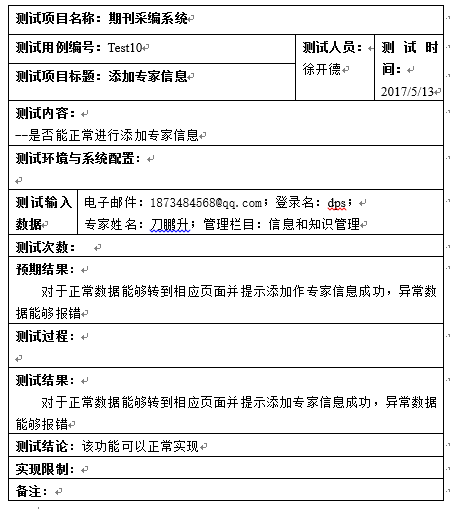 测试项目名称：期刊采编系统
测试用例编号：Test10
测试项目标题：添加专家信息
测试人员：
徐开德
测 试 时
间：
2017/5/13
测试内容：
--是否能正常进行添加专家信息
测试环境与系统配置：
测试输入
数据
电子邮件：1873484568@qq.com；登录名：dps；
专家姓名：刀鹏升；管理栏目：信息和知识管理
测试次数：
预期结果：
对于正常数据能够转到相应页面并提示添加作专家信息成功，异常数
据能够报错
测试过程：
测试结果：
对于正常数据能够转到相应页面并提示添加专家信息成功，异常数据
能够报错
测试结论：该功能可以正常实现
实现限制：
备注：